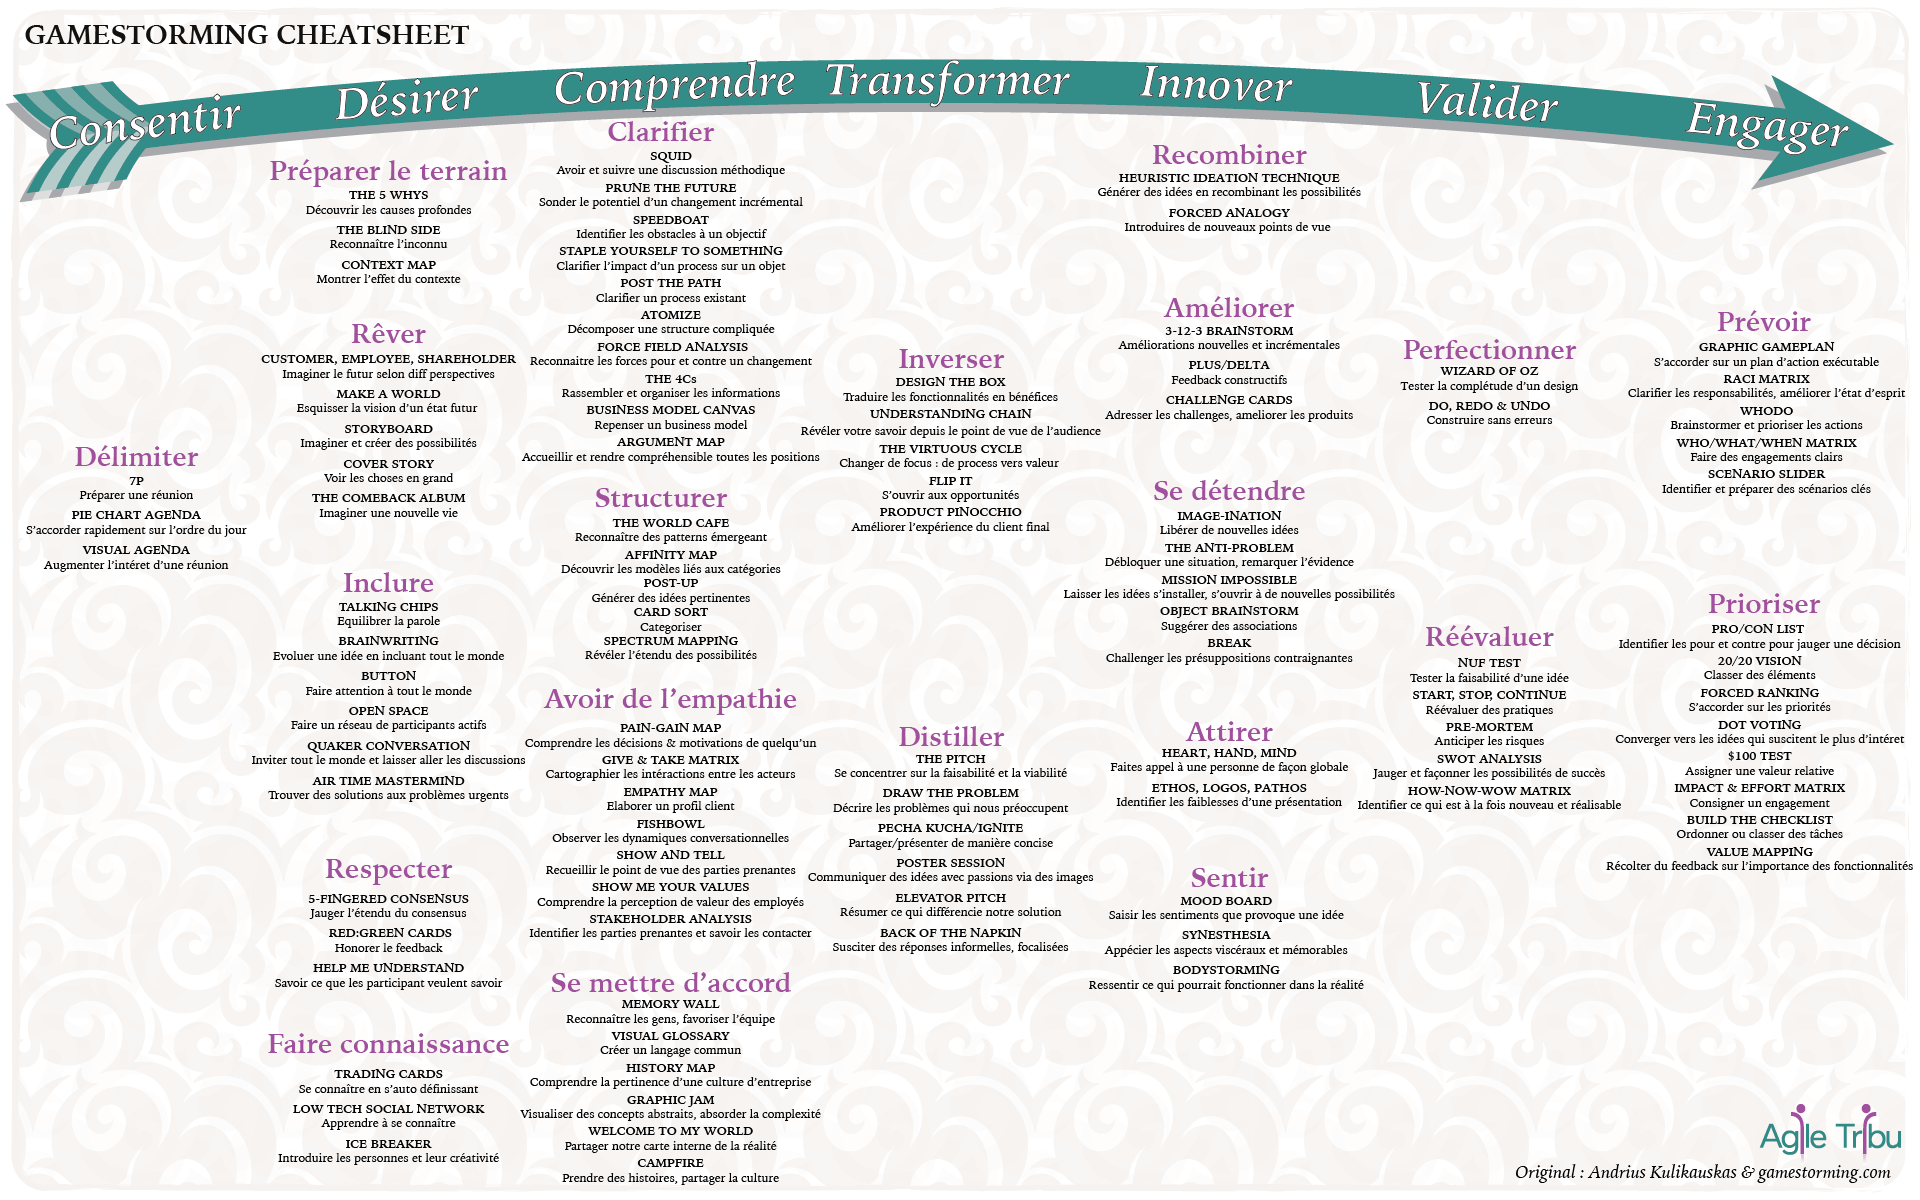 GAMESTORMING CHEATSHEET
Consentir
Désirer
Comprendre
Transformer
Innover
Valider
Engager
Délimiter
7P
Préparer une réunion
PIE CHART AGENDA
S'accorder rapidement sur l'ordre du jour
VISUAL AGENDA
Augmenter l'intéret d'une réunion
Préparer le terrain
THE 5 WHYS
Découvrir les causes profondes
THE BLIND SIDE
Reconnaître l'inconnu
CONTEXT MAP
Montrer l'effet du contexte
Rêver
CUSTOMER, EMPLOYEE, SHAREHOLDER
Imaginer le futur selon diff perspectives
MAKE A WORLD
Esquisser la vision d'un état futur
STORYBOARD
Imaginer et créer des possibilités
COVER STORY
Voir les choses en grand
THE COMEBACK ALBUM
Imaginer une nouvelle vie
Inclure
TALKING CHIPS
Equilibrer la parole
BRAINWRITING
Evoluer une idée en incluant tout le monde
BUTTON
Faire attention à tout le monde
OPEN SPACE
Faire un réseau de participants actifs
QUAKER CONVERSATION
Inviter tout le monde et laisser aller les discussions
AIR TIME MASTERMIND
Trouver des solutions aux problèmes urgents
Respecter
5-FINGERED CONSENSUS
Jauger l'étendu du consensus
RED:GREEN CARDS
Honorer le feedback
HELP ME UNDERSTAND
Savoir ce que les participant veulent savoir
Faire connaissance
TRADING CARDS
Se connaître en s'auto définissant
LOW TECH SOCIAL NETWORK
Apprendre à se connaître
ICE BREAKER
Introduire les personnes et leur créativité
Clarifier
SQUID
Avoir et suivre une discussion méthodique
PRUNE THE FUTURE
Sonder le potentiel d'un changement incrémental
SPEEDBOAT
Identifier les obstacles à un objectif
STAPLE YOURSELF TO SOMETHING
Clarifier l'impact d'un process sur un objet
POST THE PATH
Clarifier un process existant
ATOMIZE
Décomposer une structure compliquée
FORCE FIELD ANALYSIS
Reconnaitre les forces pour et contre un changement
THE 4Cs
Rassembler et organiser les informations
BUSINESS MODEL CANVAS
Repenser un business model
ARGUMENT MAP
Accueillir et rendre compréhensible toutes les positions
Structurer
THE WORLD CAFE
Reconnaître des patterns émergeant
AFFINITY MAP
Découvrir les modèles liés aux catégories
POST-UP
Générer des idées pertinentes
CARD SORT
Categoriser
SPECTRUM MAPPING
Révéler l'étendu des possibilités
Avoir de l'empathie
PAIN-GAIN MAP
Comprendre les décisions & motivations de quelqu'un
GIVE & TAKE MATRIX
Cartographier les intéractions entre les acteurs
EMPATHY MAP
Elaborer un profil client
FISHBOWL
Observer les dynamiques conversationnelles
SHOW AND TELL
Recueillir le point de vue des parties prenantes
SHOW ME YOUR VALUES
Comprendre la perception de valeur des employés
STAKEHOLDER ANALYSIS
Identifier les parties prenantes et savoir les contacter
Se mettre d'accord
MEMORY WALL
Reconnaître les gens, favoriser l'équipe
VISUAL GLOSSARY
Créer un langage commun
HISTORY MAP
Comprendre la pertinence d'une culture d'entreprise
GRAPHIC JAM
Visualiser des concepts abstraits, absorder la complexité
WELCOME TO MY WORLD
Partager notre carte interne de la réalité
CAMPFIRE
Prendre des histoires, partager la culture
Inverser
DESIGN THE BOX
Traduire les fonctionnalités en bénéfices
UNDERSTANDING CHAIN
Révéler votre savoir depuis le point de vue de l'audience
THE VIRTUOUS CYCLE
Changer de focus : de process vers valeur
FLIP IT
S'ouvrir aux opportunités
PRODUCT PINOCCHIO
Améliorer l'expérience du client final
Distiller
THE PITCH
Se concentrer sur la faisabilité et la viabilité
DRAW THE PROBLEM
Décrire les problèmes qui nous préoccupent
PECHA KUCHA/IGNITE
Partager/présenter de manière concise
POSTER SESSION
Communiquer des idées avec passions via des images
ELEVATOR PITCH
Résumer ce qui différencie notre solution
BACK OF THE NAPKIN
Susciter des réponses informelles, focalisées
Recombiner
HEURISTIC IDEATION TECHNIQUE
Générer des idées en recombinant les possibilités
FORCED ANALOGY
Introduires de nouveaux points de vue
Améliorer
3-12-3 BRAINSTORM
Améliorations nouvelles et incrémentales
PLUS/DELTA
Feedback constructifs
CHALLENGE CARDS
Adresser les challenges, ameliorer les produits
Se détendre
IMAGE-INATION
Libérer de nouvelles idées
THE ANTI-PROBLEM
Débloquer une situation, remarquer l'évidence
MISSION IMPOSSIBLE
Laisser les idées s'installer, s'ouvrir à de nouvelles possibilités
OBJECT BRAINSTORM
Suggérer des associations
BREAK
Challenger les présuppositions contraignantes
Attirer
HEART, HAND, MIND
Faites appel à une personne de façon globale
ETHOS, LOGOS, PATHOS
Identifier les faiblesses d'une présentation
Sentir
MOOD BOARD
Saisir les sentiments que provoque une idée
SYNESTHESIA
Appécier les aspects viscéraux et mémorables
BODYSTORMING
Ressentir ce qui pourrait fonctionner dans la réalité
Perfectionner
WIZARD OF OZ
Tester la complétude d'un design
DO, REDO & UNDO
Construire sans erreurs
Réévaluer
NUF TEST
Tester la faisabilité d'une idée
START, STOP, CONTINUE
Réévaluer des pratiques
PRE-MORTEM
Anticiper les risques
SWOT ANALYSIS
Jauger et façonner les possibilités de succès
HOW-NOW-WOW MATRIX
Identifier ce qui est à la fois nouveau et réalisable
Prévoir
GRAPHIC GAMEPLAN
S'accorder sur un plan d'action exécutable
RACI MATRIX
Clarifier les responsabilités, améliorer l'état d'esprit
WHODO
Brainstormer et prioriser les actions
WHO/WHAT/WHEN MATRIX
Faire des engagements clairs
SCENARIO SLIDER
Identifier et préparer des scénarios clés
Prioriser
PRO/CON LIST
Identifier les pour et contre pour jauger une décision
20/20 VISION
Classer des éléments
FORCED RANKING
S'accorder sur les priorités
DOT VOTING
Converger vers les idées qui suscitent le plus d'intéret
$100 TEST
Assigner une valeur relative
IMPACT & EFFORT MATRIX
Consigner un engagement
BUILD THE CHECKLIST
Ordonner ou classer des tâches
VALUE MAPPING
Récolter du feedback sur l'importance des fonctionnalités
Agile Tribu
Original : Andrius Kulikauskas & gamestorming.com